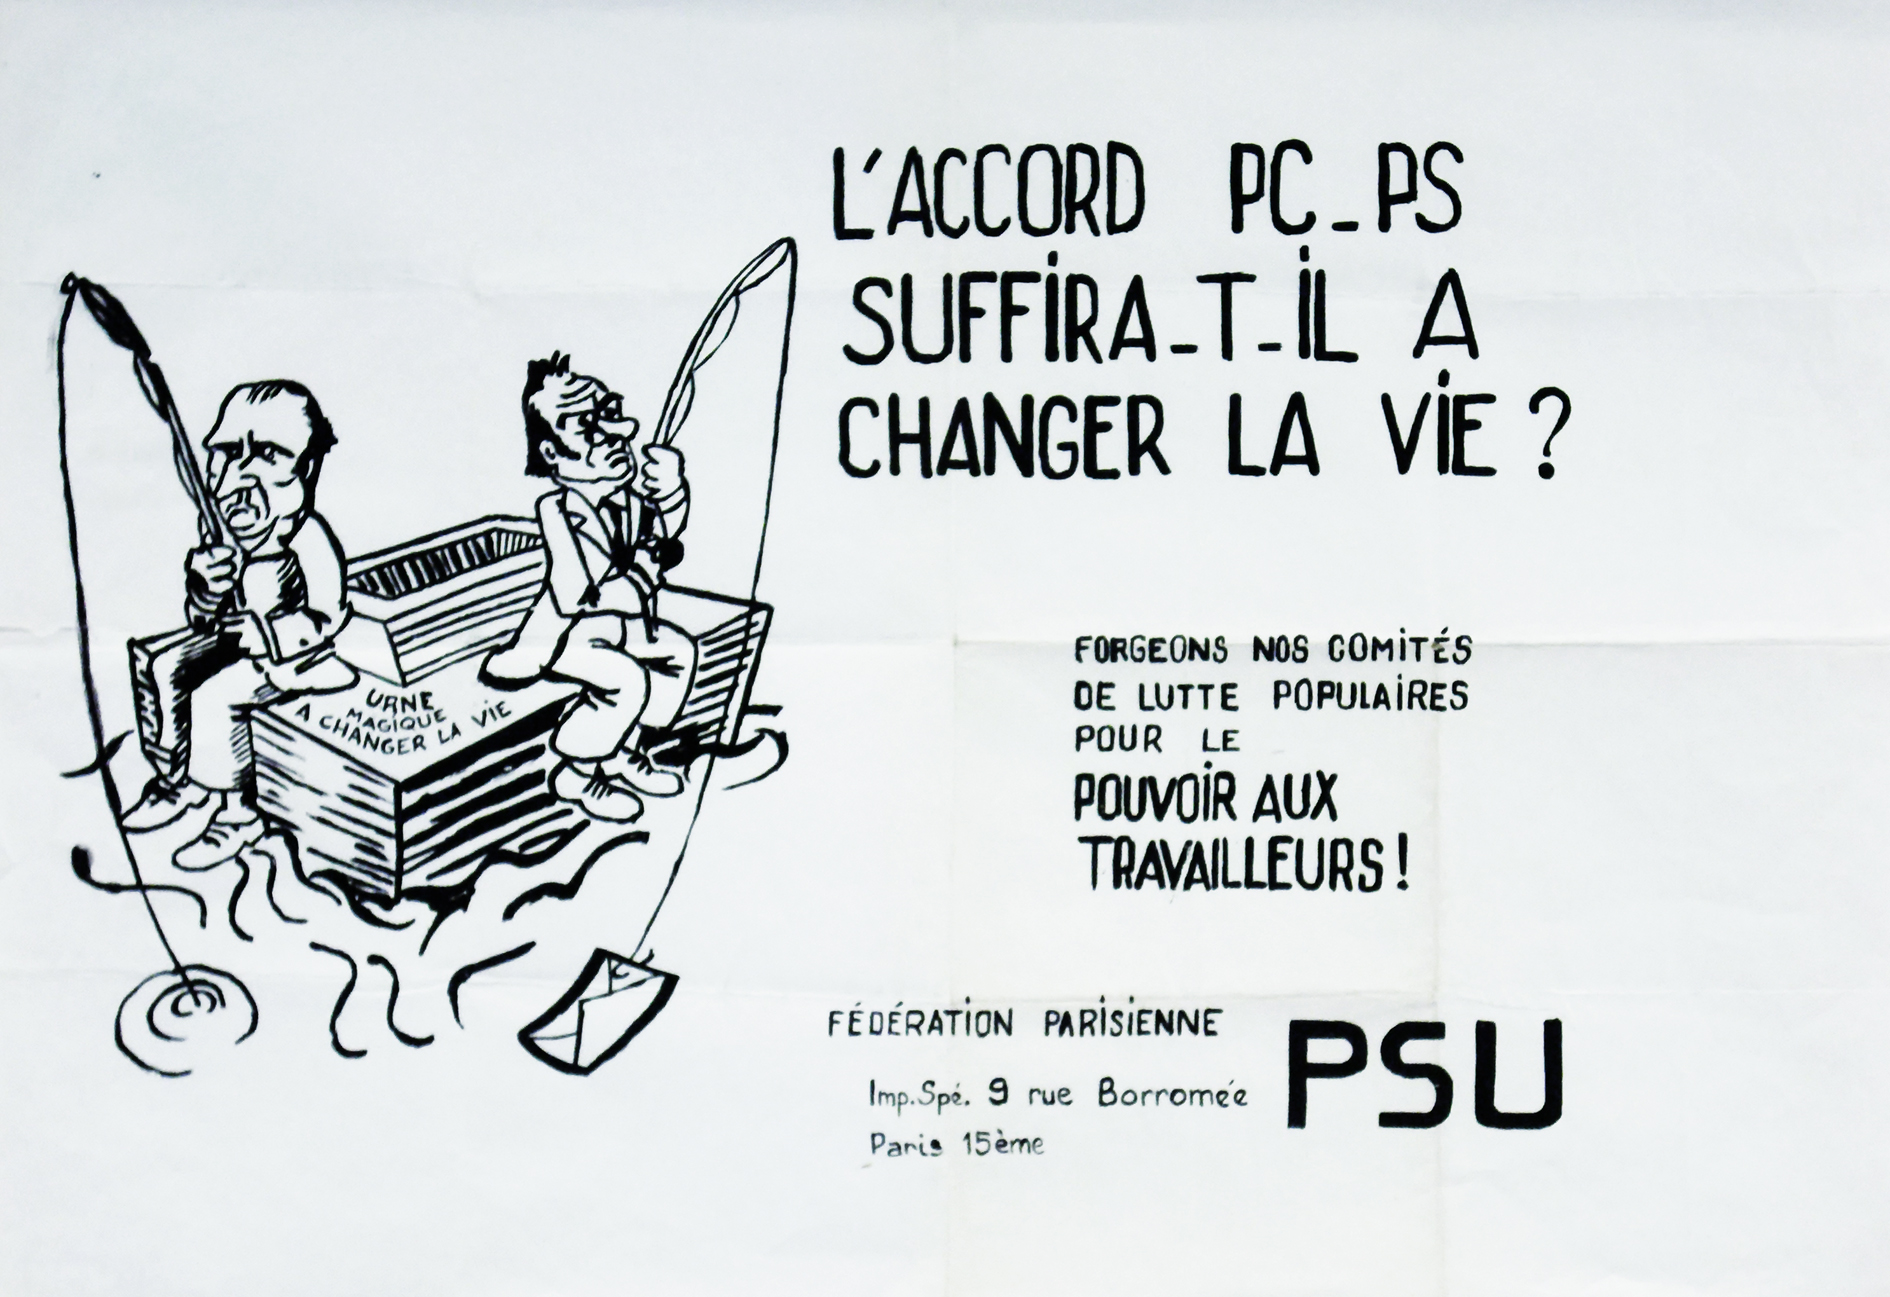 L'ACCORD PC_PS
SUFFIRA_T_IL A
CHANGER LA VIE ?
URNE
MAGIQUE
A CHANGER LA VIE
FORGEONS NOS COMITÉS
DE LUTTE POPULAIRES
POUR LE
POUVOIR AUX
TRAVAILLEURS !
FÉDÉRATION PARISIENNE
PSU
Imp.Spé. 9 rue Borromée
Paris 15ème